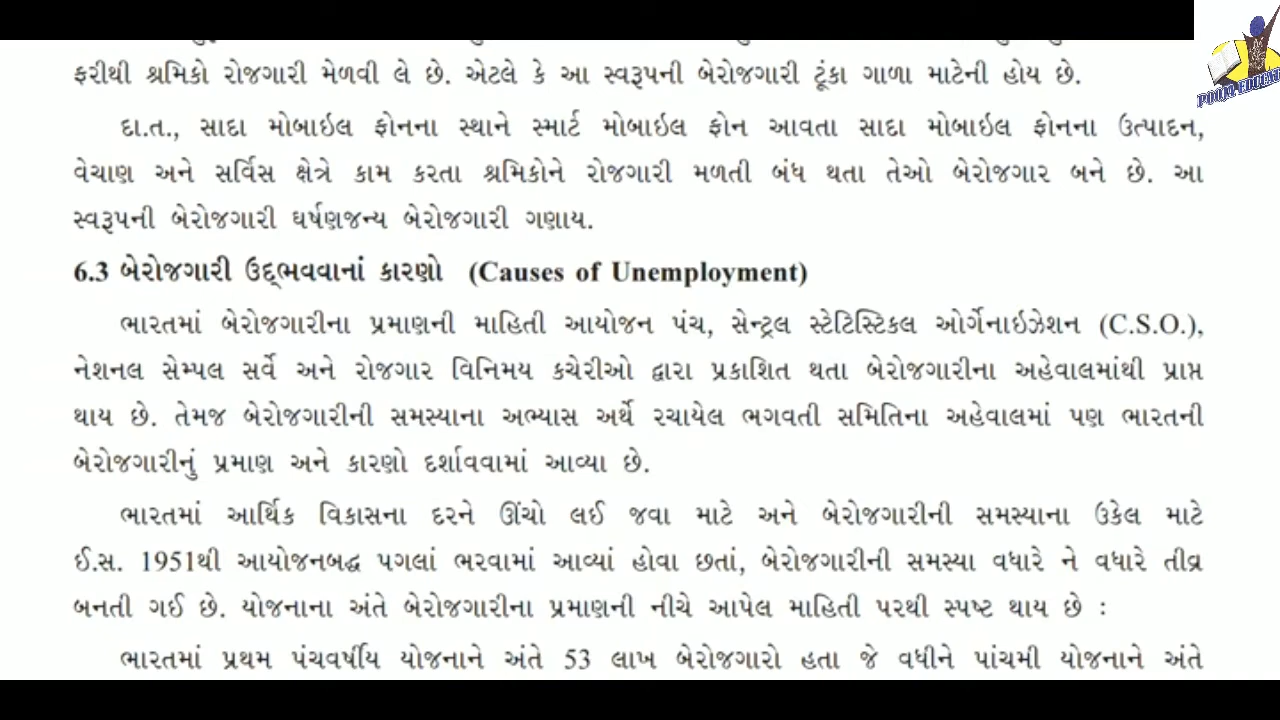 ફરીથી શ્રમિકો રોજગારી મેળવી લે છે. એટલે કે આ સ્વરૂપની બેરોજગારી ટૂંકા ગાળા માટેની હોય છે.
દા.ત., સાદા મોબાઇલ ફોનના સ્થાને સ્માર્ટ મોબાઇલ ફોન આવતા સાદા મોબાઇલ ફોનના ઉત્પાદન,
વેચાણ અને સર્વિસ ક્ષેત્રે કામ કરતા શ્રમિકોને રોજગારી મળતી બંધ થતા તેઓ બેરોજગાર બને છે. આ
સ્વરૂપની બેરોજગારી ઘર્ષણજન્ય બેરોજગારી ગણાય.
6.3 બેરોજગારી ઉદ્‌ભવવાનાં કારણો (Causes of Unemployment)
ભારતમાં બેરોજગારીના પ્રમાણની માહિતી આયોજન પંચ, સેન્ટ્રલ સ્ટેટિસ્ટિકલ ઓર્ગેનાઇઝેશન (C.S.O.),
નેશનલ સેમ્પલ સર્વે અને રોજગાર વિનિમય કચેરીઓ દ્વારા પ્રકાશિત થતા બેરોજગારીના અહેવાલમાંથી પ્રાપ્ત
થાય છે. તેમજ બેરોજગારીની સમસ્યાના અભ્યાસ અર્થે રચાયેલ ભગવતી સમિતિના અહેવાલમાં પણ ભારતની
બેરોજગારીનું પ્રમાણ અને કારણો દર્શાવવામાં આવ્યા છે.
ભારતમાં આર્થિક વિકાસના દરને ઊંચો લઈ જવા માટે અને બેરોજગારીની સમસ્યાના ઉકેલ માટે
ઈ.સ. 1951થી આયોજનબદ્ધ પગલાં ભરવામાં આવ્યાં હોવા છતાં, બેરોજગારીની સમસ્યા વધારે ને વધારે તીવ્ર
બનતી ગઈ છે. યોજનાના અંતે બેરોજગારીના પ્રમાણની નીચે આપેલ માહિતી પરથી સ્પષ્ટ થાય છે :
ભારતમાં પ્રથમ પંચવર્ષીય યોજનાને અંતે 53 લાખ બેરોજગારો હતા જે વધીને પાંચમી યોજનાને અંતે